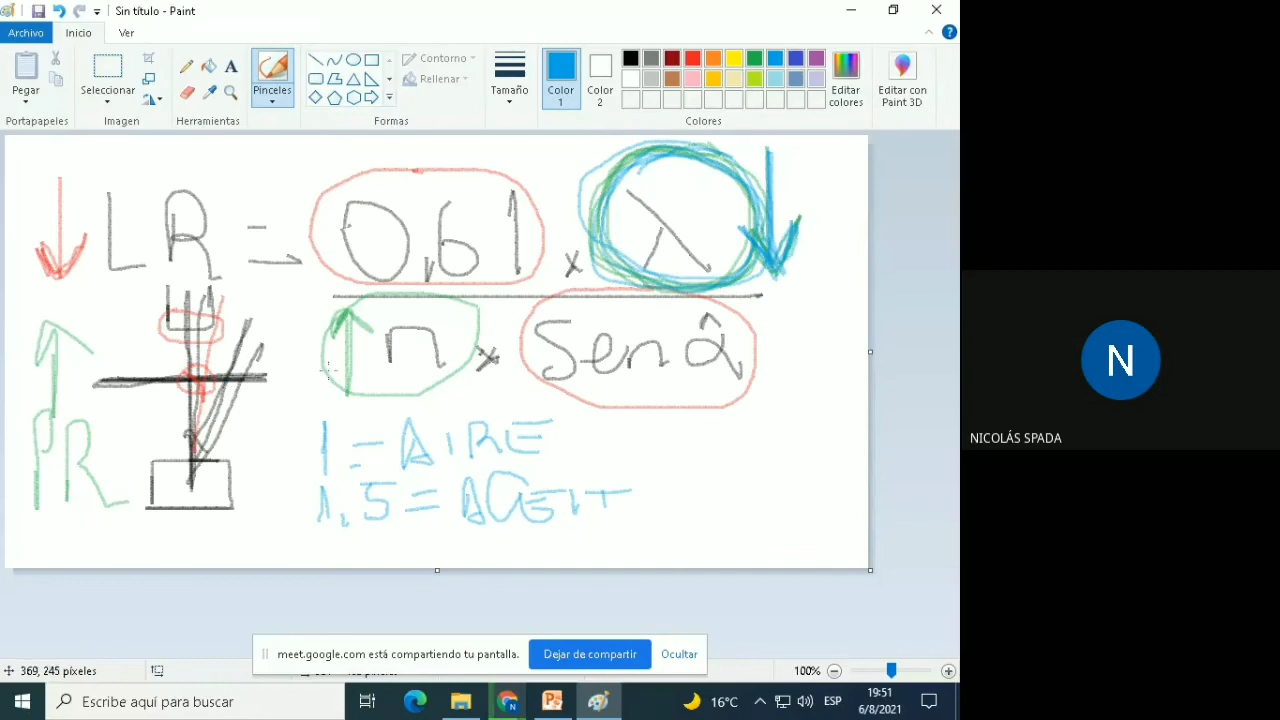 Sin título - Paint
Archivo Inicio Ver
Pegar
Seleccionar
Pinceles
Contorno
Rellenar
Tamaño
Color 1
Color 2
Editar colores
Editar con Paint 3D
Portapapeles Imagen Herramientas Formas Colores
LR = 0,61 x λ
n x Sen α̂
PR
1 = AIRE
1,5 = ACEIT
NICOLÁS SPADA
N
meet.google.com está compartiendo tu pantalla. Dejar de compartir Ocultar
369, 245 píxeles
100%
Escribe aquí para buscar
16°C ESP 19:51
6/8/2021